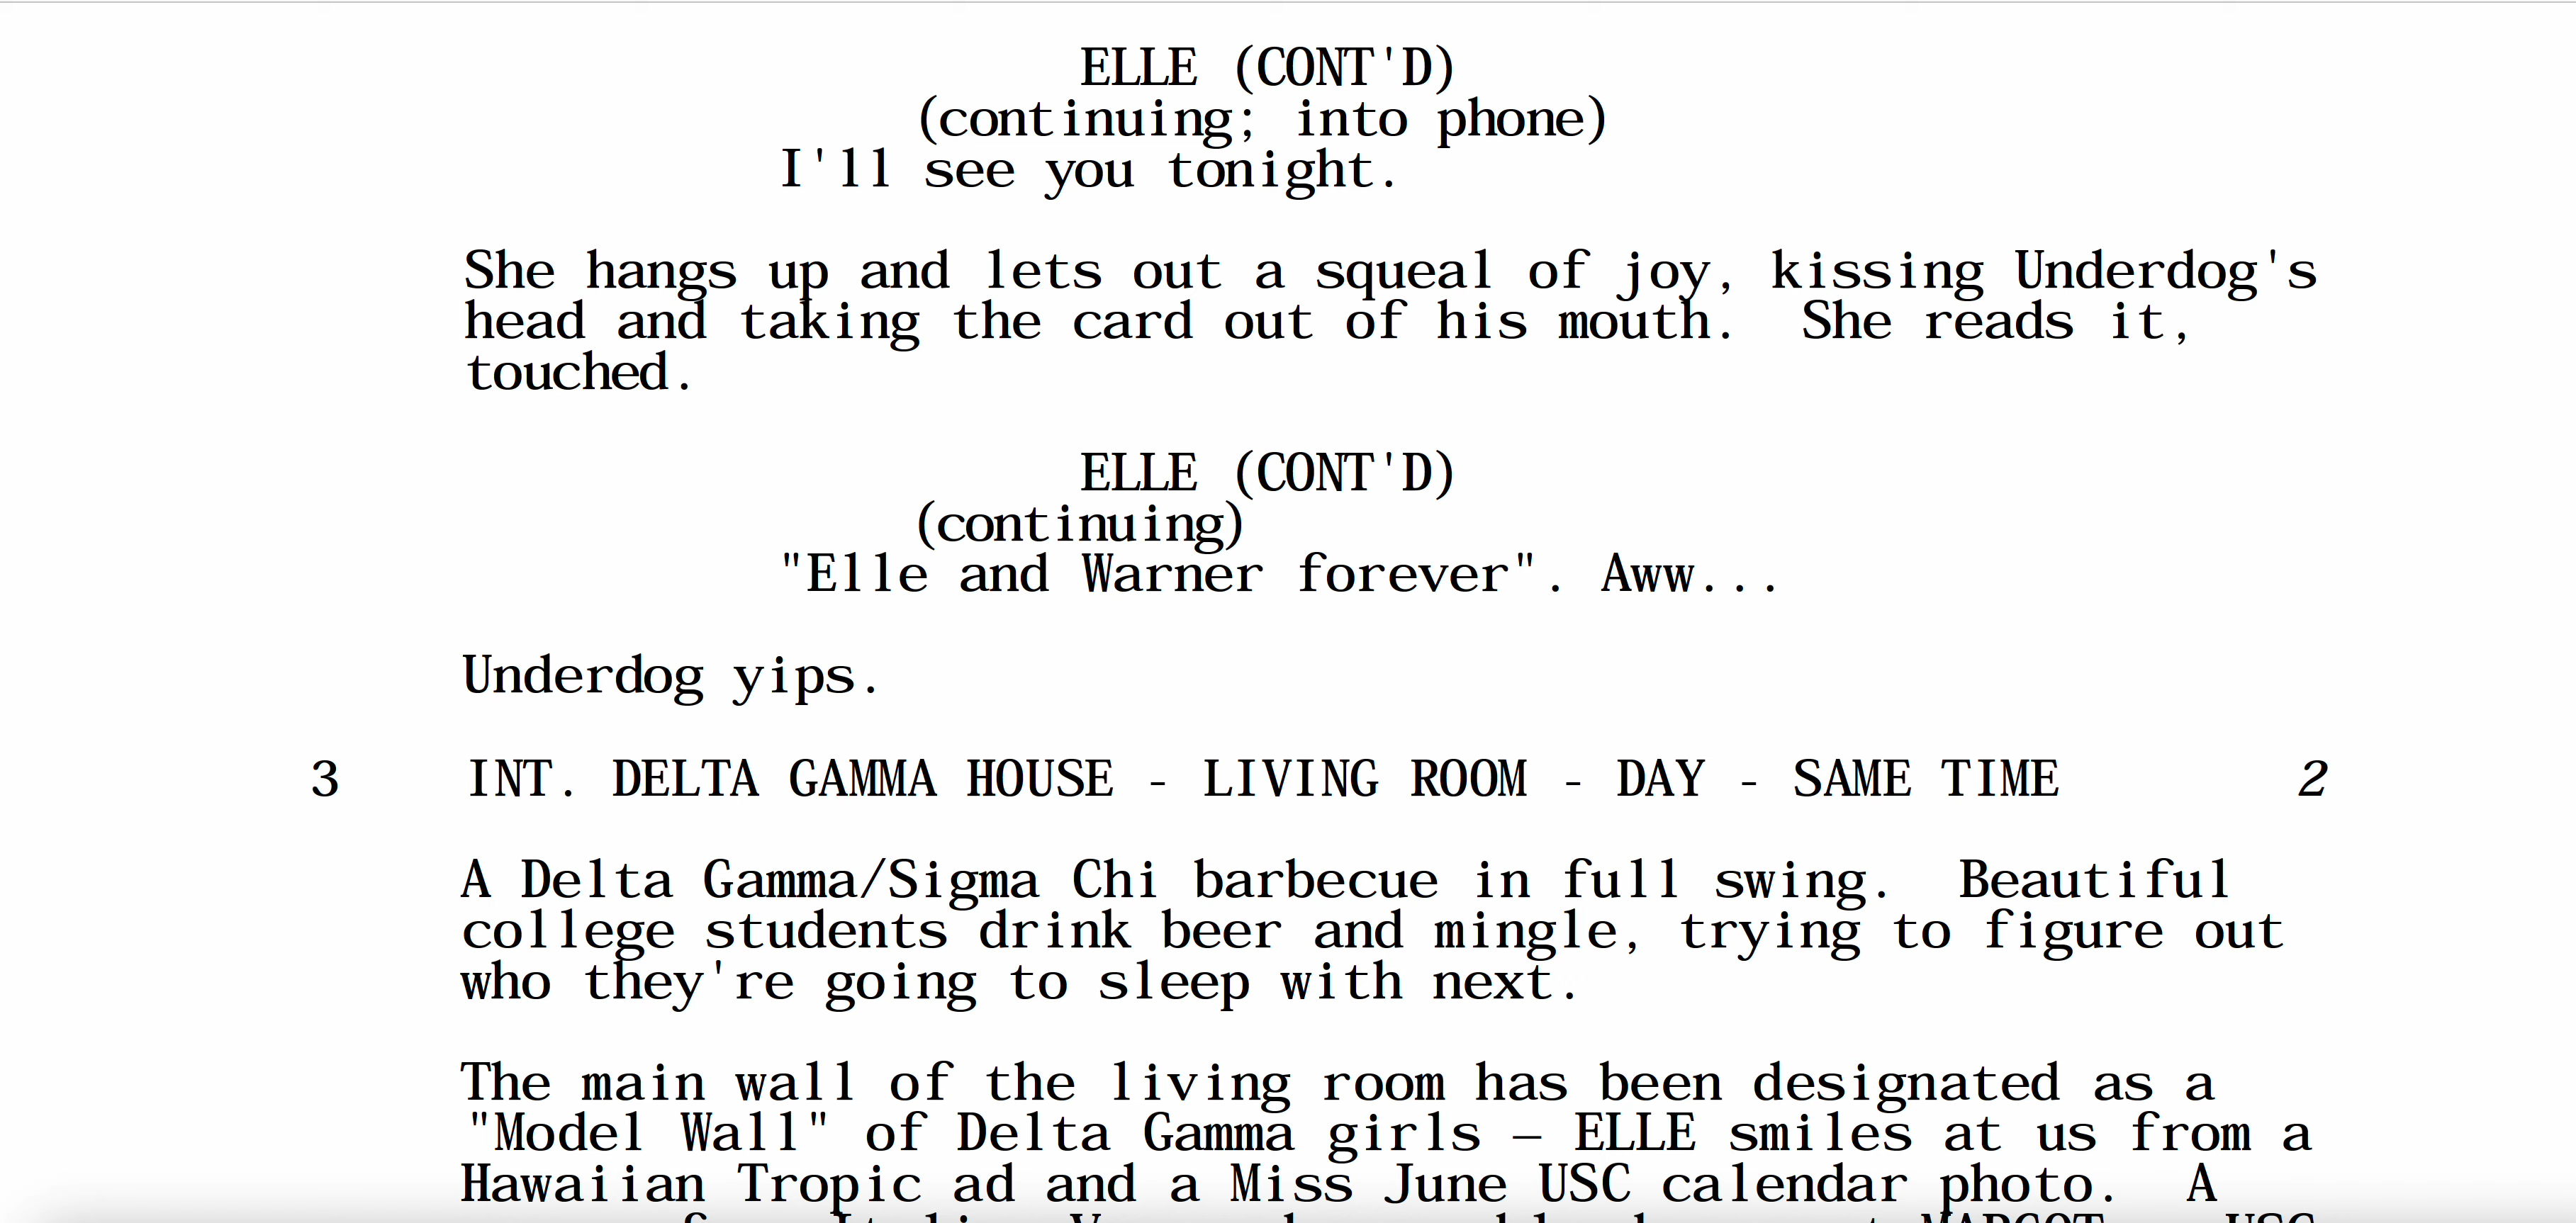 ELLE (CONT'D)
(continuing; into phone)
I'll see you tonight.
She hangs up and lets out a squeal of joy, kissing Underdog's
head and taking the card out of his mouth.  She reads it,
touched.
ELLE (CONT'D)
(continuing)
"Elle and Warner forever". Aww...
Underdog yips.
3 INT. DELTA GAMMA HOUSE - LIVING ROOM - DAY - SAME TIME 2
A Delta Gamma/Sigma Chi barbecue in full swing.  Beautiful
college students drink beer and mingle, trying to figure out
who they're going to sleep with next.
The main wall of the living room has been designated as a
"Model Wall" of Delta Gamma girls — ELLE smiles at us from a
Hawaiian Tropic ad and a Miss June USC calendar photo.  A